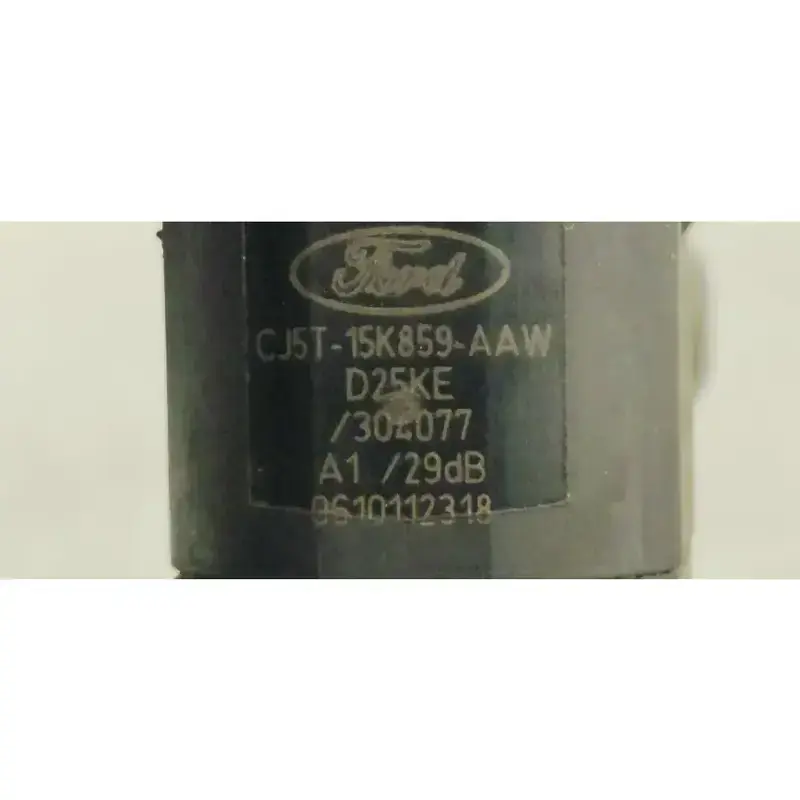 Ford
CJ5T-15K859-AAW
D25KE
/304077
A1 /29dB
0610112318